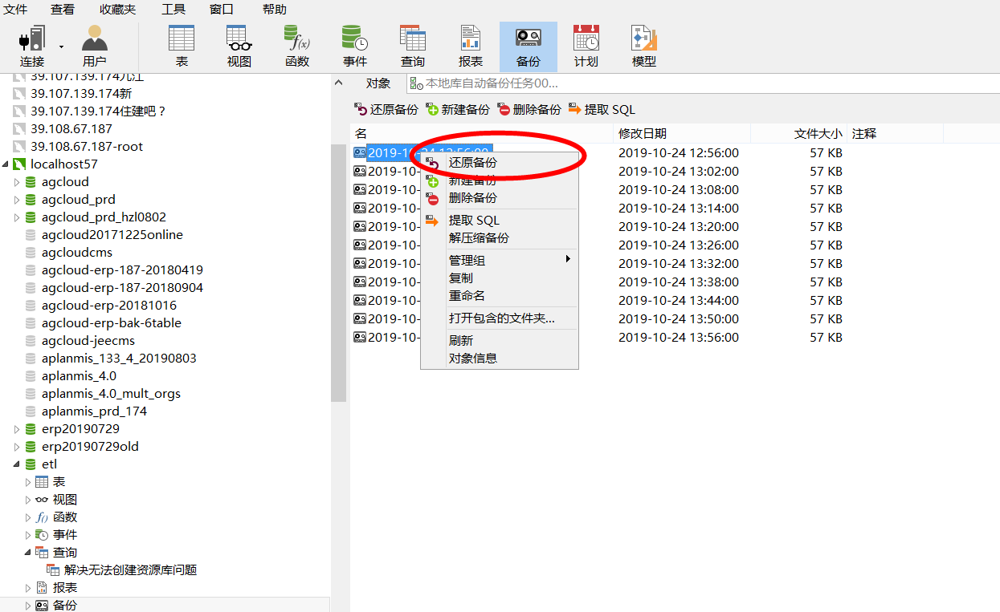 文件 查看 收藏夹 工具 窗口 帮助
连接 用户 表 视图 函数 事件 查询 报表 备份 计划 模型
39.107.139.174九江
39.107.139.174新
39.107.139.174住建吧？
39.108.67.187
39.108.67.187-root
localhost57
agcloud
agcloud_prd
agcloud_prd_hzl0802
agcloud20171225online
agcloudcms
agcloud-erp-187-20180419
agcloud-erp-187-20180904
agcloud-erp-20181016
agcloud-erp-bak-6table
agcloud-jeecms
aplanmis_133_4_20190803
aplanmis_4.0
aplanmis_4.0_mult_orgs
aplanmis_prd_174
erp20190729
erp20190729old
etl
表
视图
函数
事件
查询
解决无法创建资源库问题
报表
备份
对象 本地库自动备份任务00...
还原备份 新建备份 删除备份 提取 SQL
名 修改日期 文件大小 注释
2019-10-24 12:56:00 2019-10-24 12:56:00 57 KB
2019-10- 2019-10-24 13:02:00 57 KB
2019-10- 2019-10-24 13:08:00 57 KB
2019-10- 2019-10-24 13:14:00 57 KB
2019-10- 2019-10-24 13:20:00 57 KB
2019-10- 2019-10-24 13:26:00 57 KB
2019-10- 2019-10-24 13:32:00 57 KB
2019-10- 2019-10-24 13:38:00 57 KB
2019-10- 2019-10-24 13:44:00 57 KB
2019-10- 2019-10-24 13:50:00 57 KB
2019-10- 2019-10-24 13:56:00 57 KB
还原备份
新建备份
删除备份
提取 SQL
解压缩备份
管理组
复制
重命名
打开包含的文件夹...
刷新
对象信息